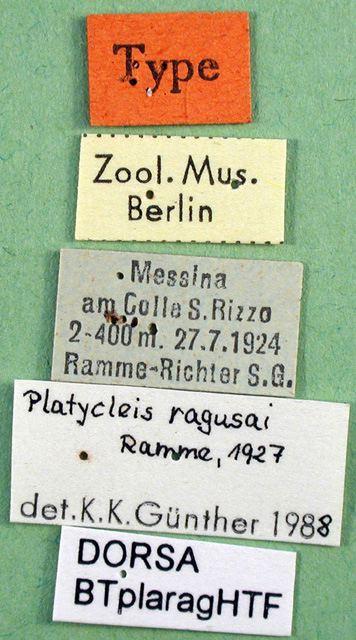 Type
Zool. Mus.
Berlin
Messina
am Colle S. Rizzo
2-400 m. 27.7.1924
Ramme-Richter S.G.
Platycleis ragusai
Ramme, 1927
det. K.K. Günther 1988
DORSA
BTplaragHTF